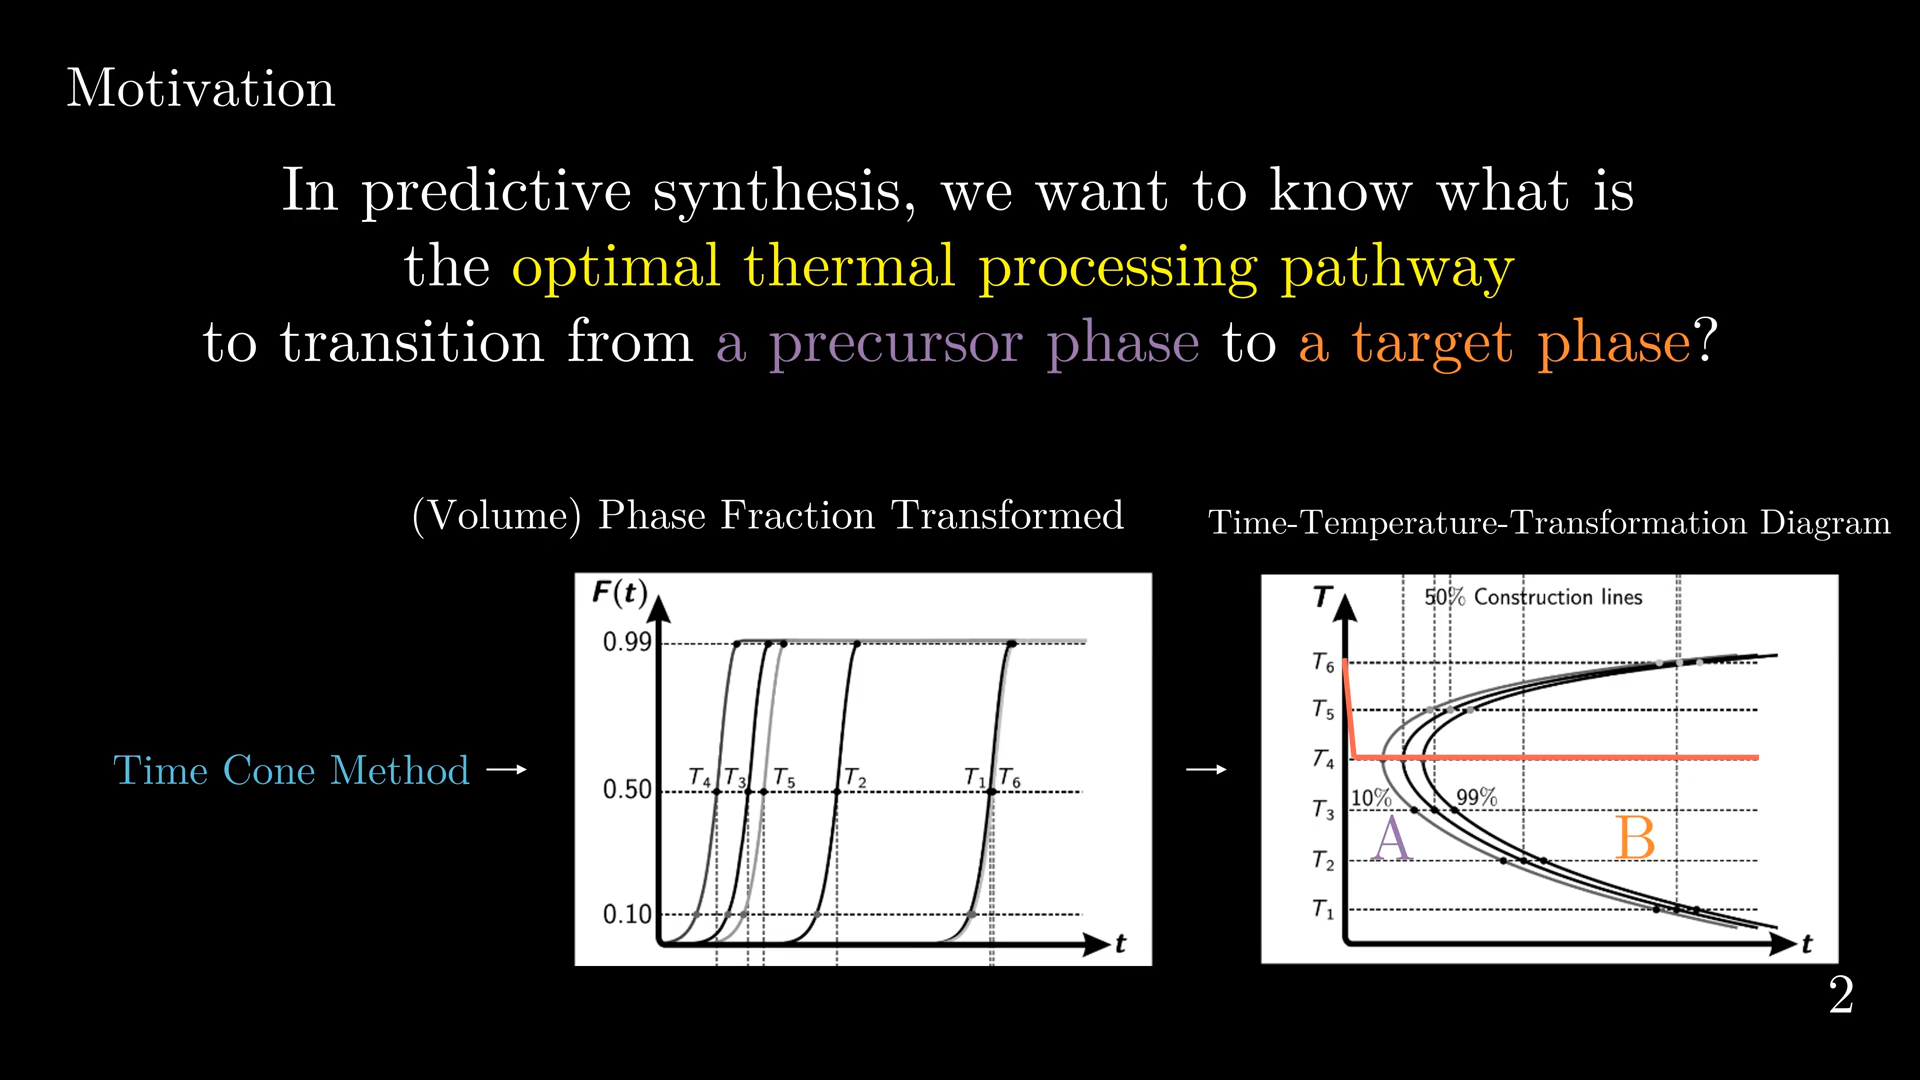 Motivation
In predictive synthesis, we want to know what is
the optimal thermal processing pathway
to transition from a precursor phase to a target phase?
(Volume) Phase Fraction Transformed
Time-Temperature-Transformation Diagram
Time Cone Method →
→
F(t)
0.99
0.50
0.10
T4 T3 T5 T2 T1 T6
t
T
50% Construction lines
T6
T5
T4
10% 99%
T3
A B
T2
T1
t
2